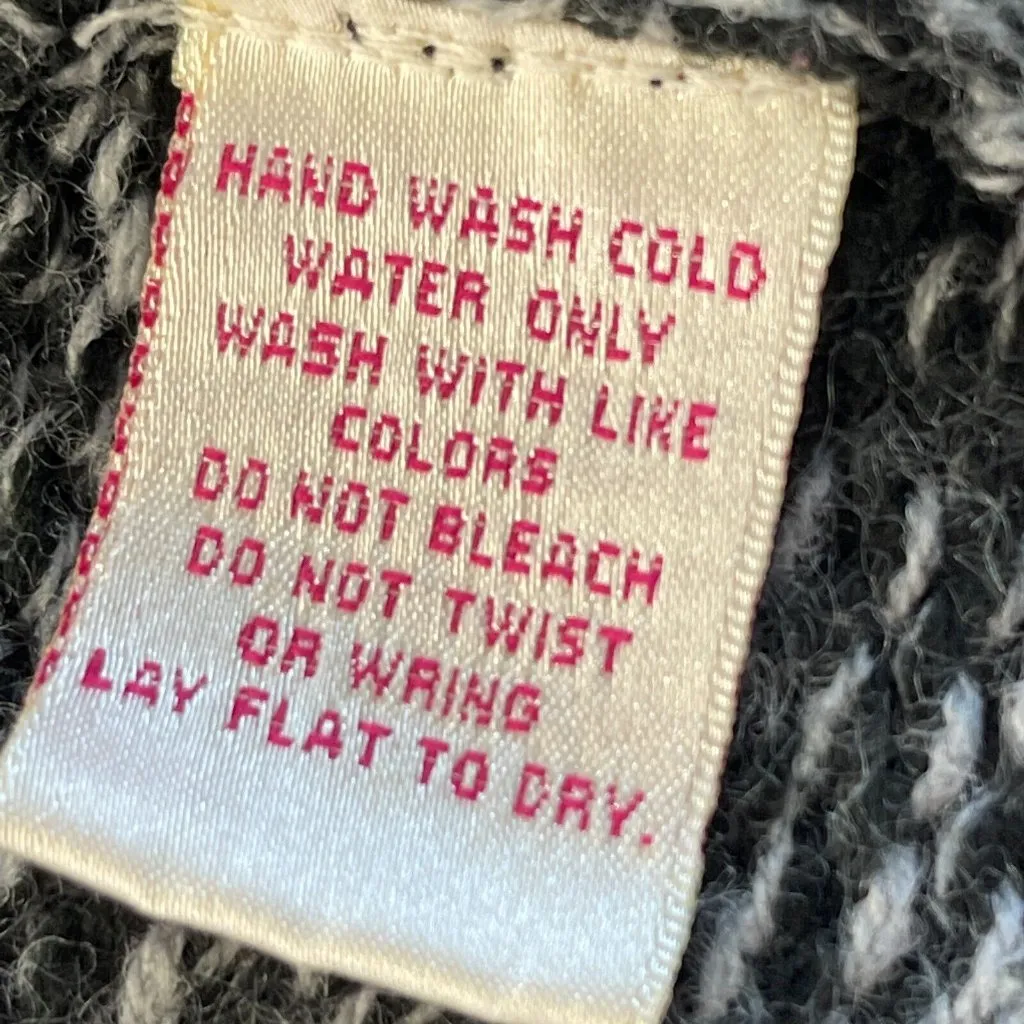 HAND WASH COLD
WATER ONLY
WASH WITH LIKE
COLORS
DO NOT BLEACH
DO NOT TWIST
OR WRING
LAY FLAT TO DRY.